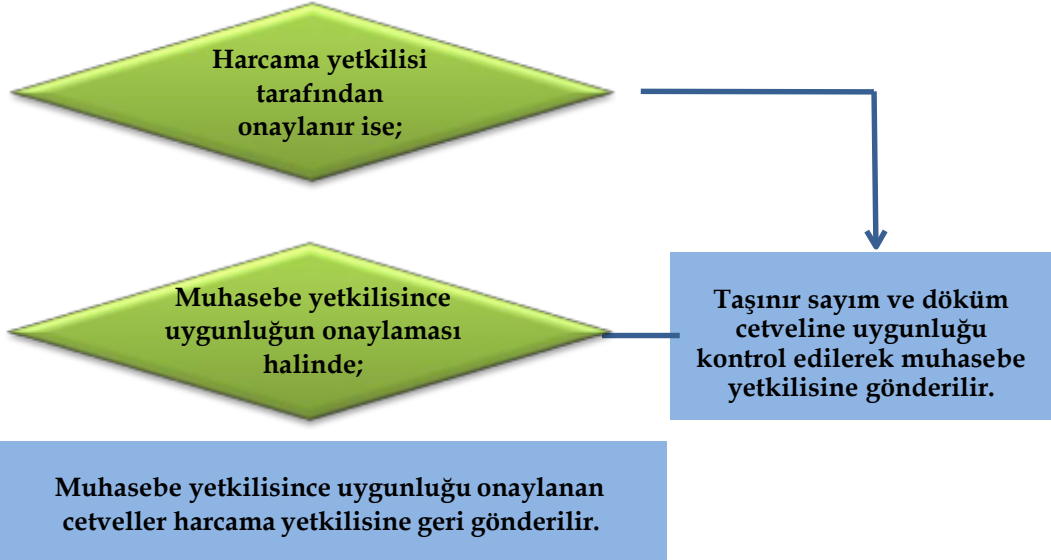 Harcama yetkilisi
tarafından
onaylanır ise;
Muhasebe yetkilisince
uygunluğun onaylaması
halinde;
Taşınır sayım ve döküm
cetveline uygunluğu
kontrol edilerek muhasebe
yetkilisine gönderilir.
Muhasebe yetkilisince uygunluğu onaylanan
cetveller harcama yetkilisine geri gönderilir.